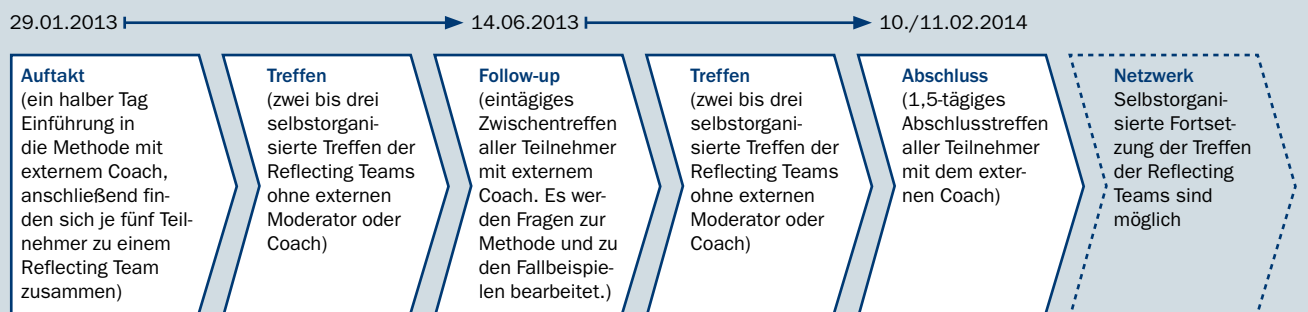 29.01.2013
14.06.2013
10./11.02.2014
Auftakt
(ein halber Tag
Einführung in
die Methode mit
externem Coach,
anschließend fin-
den sich je fünf Teil-
nehmer zu einem
Reflecting Team
zusammen)
Treffen
(zwei bis drei
selbstorgani-
sierte Treffen der
Reflecting Teams
ohne externen
Moderator oder
Coach)
Follow-up
(eintägiges
Zwischentreffen
aller Teilnehmer
mit externem
Coach. Es wer-
den Fragen zur
Methode und zu
den Fallbeispie-
len bearbeitet.)
Treffen
(zwei bis drei
selbstorgani-
sierte Treffen der
Reflecting Teams
ohne externen
Moderator oder
Coach)
Abschluss
(1,5-tägiges
Abschlusstreffen
aller Teilnehmer
mit dem exter-
nen Coach)
Netzwerk
Selbstorgani-
sierte Fortset-
zung der Treffen
der Reflecting
Teams sind
möglich